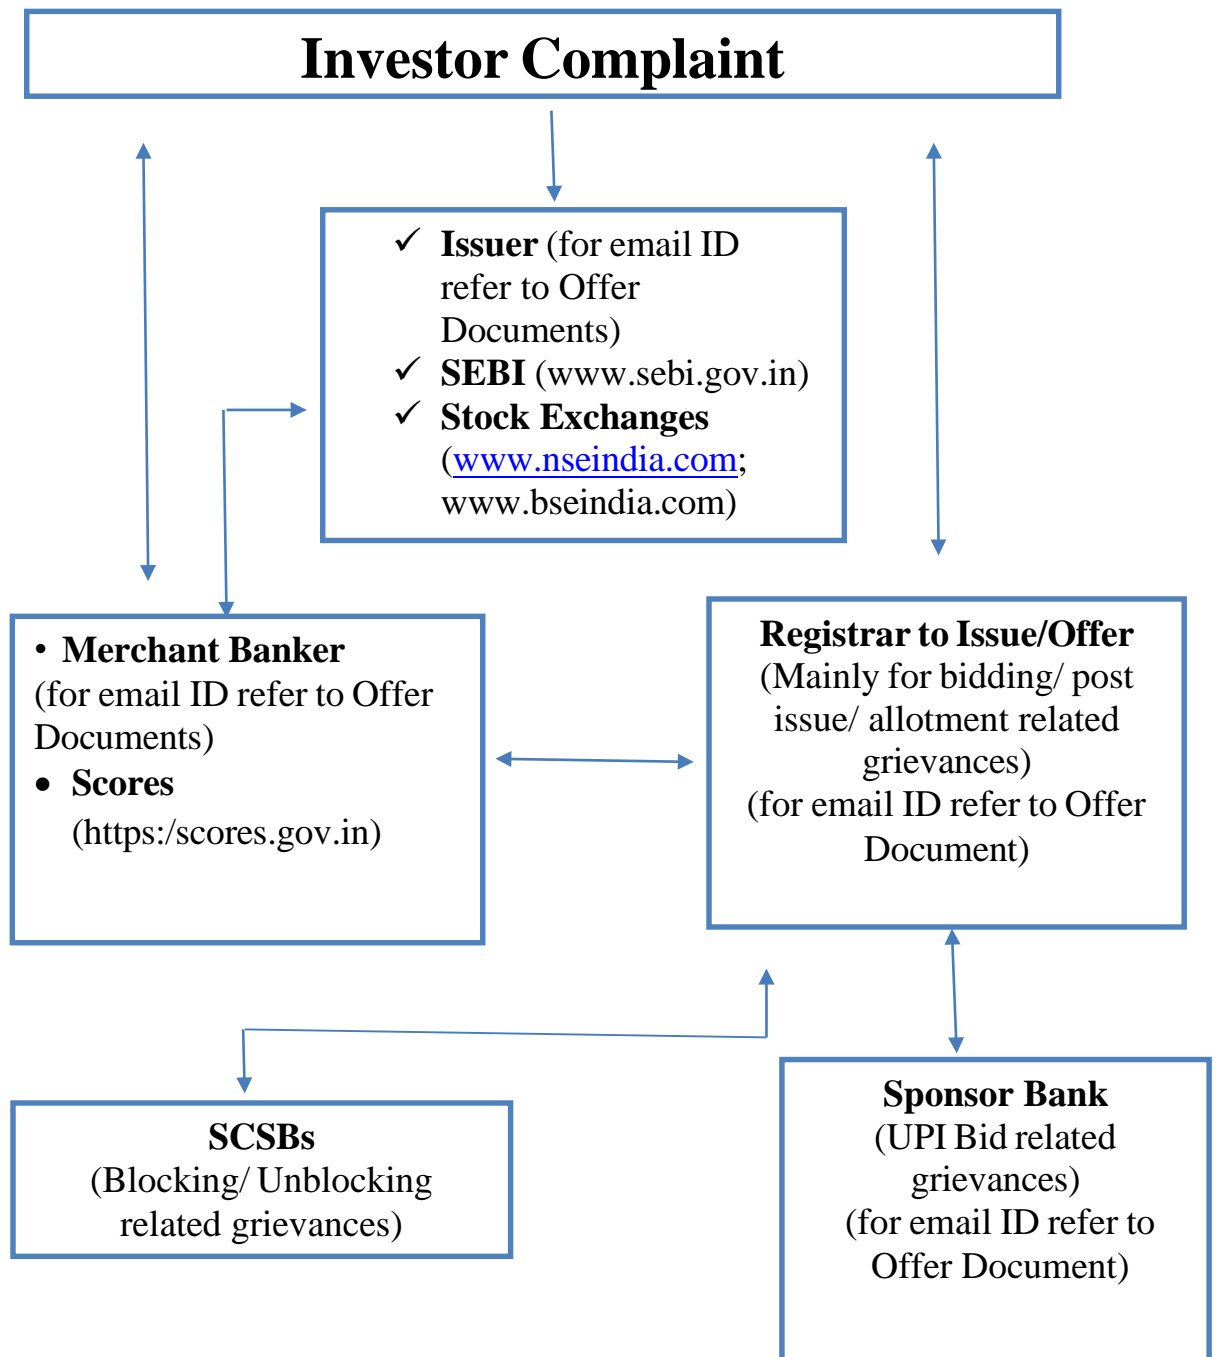 Investor Complaint
✓ Issuer (for email ID
refer to Offer
Documents)
✓ SEBI (www.sebi.gov.in)
✓ Stock Exchanges
(www.nseindia.com;
www.bseindia.com)
• Merchant Banker
(for email ID refer to Offer
Documents)
• Scores
(https:/scores.gov.in)
Registrar to Issue/Offer
(Mainly for bidding/ post
issue/ allotment related
grievances)
(for email ID refer to Offer
Document)
SCSBs
(Blocking/ Unblocking
related grievances)
Sponsor Bank
(UPI Bid related
grievances)
(for email ID refer to
Offer Document)